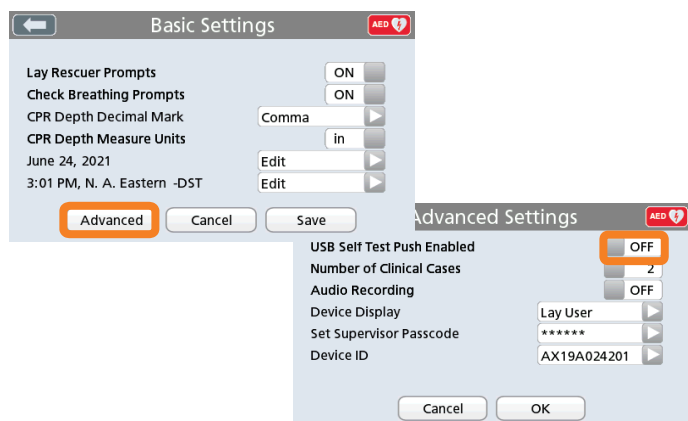 Basic Settings
AED
Lay Rescuer Prompts ON
Check Breathing Prompts ON
CPR Depth Decimal Mark Comma
CPR Depth Measure Units in
June 24, 2021 Edit
3:01 PM, N. A. Eastern -DST Edit
Advanced Cancel Save
Advanced Settings
AED
USB Self Test Push Enabled OFF
Number of Clinical Cases 2
Audio Recording OFF
Device Display Lay User
Set Supervisor Passcode ******
Device ID AX19A024201
Cancel OK